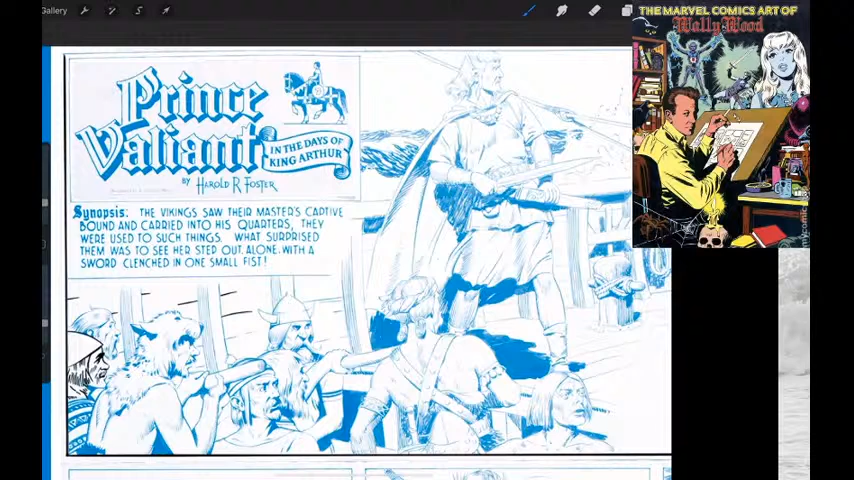 Gallery
THE MARVEL COMICS ART OF
Wally Wood
Prince
Valiant
IN THE DAYS OF
KING ARTHUR
BY HAROLD R FOSTER
Synopsis: THE VIKINGS SAW THEIR MASTER'S CAPTIVE
BOUND AND CARRIED INTO HIS QUARTERS, THEY
WERE USED TO SUCH THINGS. WHAT SURPRISED
THEM WAS TO SEE HER STEP OUT ALONE WITH A
SWORD CLENCHED IN ONE SMALL FIST!